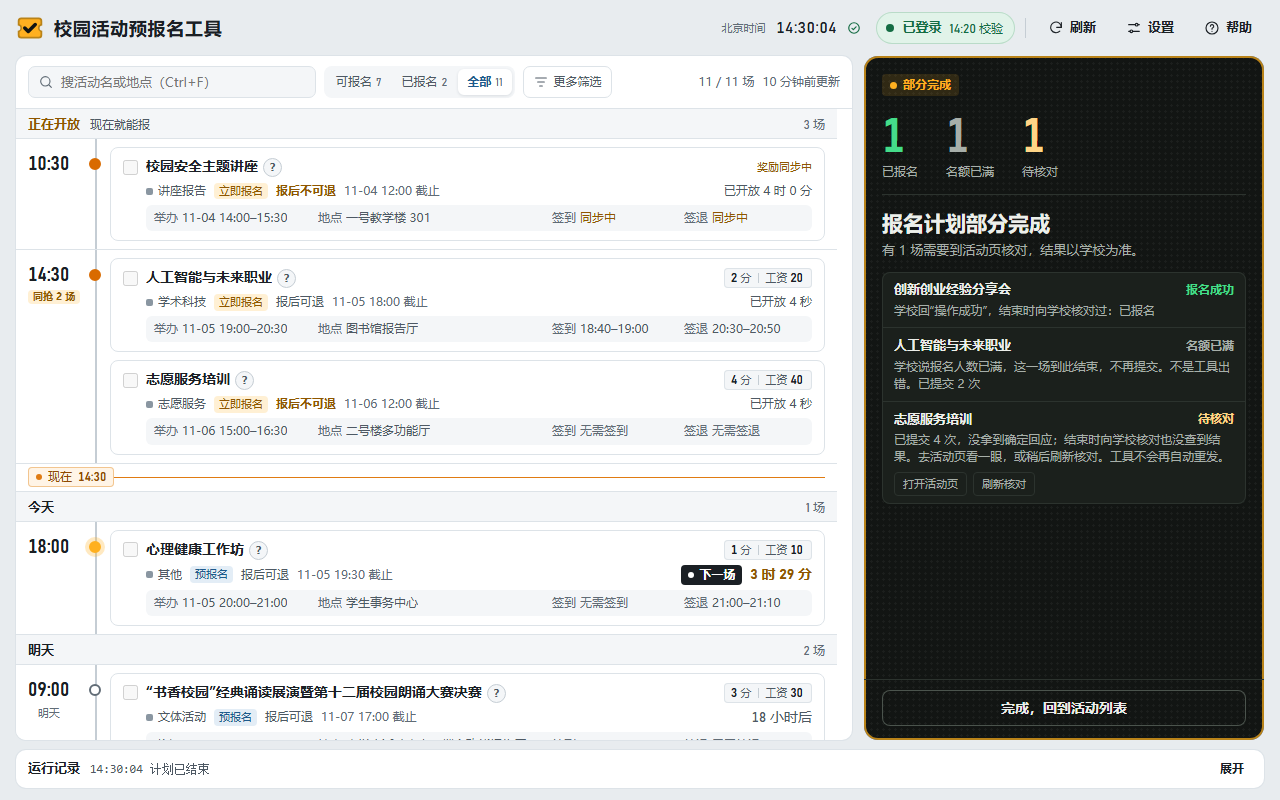 校园活动预报名工具
北京时间 14:30:04
已登录 14:20 校验
刷新
设置
帮助
搜活动名或地点（Ctrl+F）
可报名 7
已报名 2
全部 11
更多筛选
11 / 11 场 10 分钟前更新
正在开放 现在就能报
3 场
10:30
校园安全主题讲座 ?
奖励同步中
讲座报告 立即报名 报后不可退 11-04 12:00 截止
已开放 4 时 0 分
举办 11-04 14:00–15:30 地点 一号教学楼 301 签到 同步中 签退 同步中
14:30
同抢 2 场
人工智能与未来职业 ?
2 分 | 工资 20
学术科技 立即报名 报后可退 11-05 18:00 截止
已开放 4 秒
举办 11-05 19:00–20:30 地点 图书馆报告厅 签到 18:40–19:00 签退 20:30–20:50
志愿服务培训 ?
4 分 | 工资 40
志愿服务 立即报名 报后不可退 11-06 12:00 截止
已开放 4 秒
举办 11-06 15:00–16:30 地点 二号楼多功能厅 签到 无需签到 签退 无需签退
现在 14:30
今天
1 场
18:00
心理健康工作坊 ?
1 分 | 工资 10
其他 预报名 报后可退 11-05 19:30 截止
下一场 3 时 29 分
举办 11-05 20:00–21:00 地点 学生事务中心 签到 无需签到 签退 21:00–21:10
明天
2 场
09:00
明天
“书香校园”经典诵读展演暨第十二届校园朗诵大赛决赛 ?
3 分 | 工资 30
文体活动 预报名 报后可退 11-07 17:00 截止
18 小时后
部分完成
1 1 1
已报名 名额已满 待核对
报名计划部分完成
有 1 场需要到活动页核对，结果以学校为准。
创新创业经验分享会
报名成功
学校回“操作成功”，结束时向学校核对过：已报名
人工智能与未来职业
名额已满
学校说报名人数已满，这一场到此结束，不再提交。不是工具出
错。已提交 2 次
志愿服务培训
待核对
已提交 4 次，没拿到确定回应；结束时向学校核对也没查到结
果。去活动页看一眼，或稍后刷新核对。工具不会再自动重发。
打开活动页
刷新核对
完成，回到活动列表
运行记录 14:30:04 计划已结束
展开